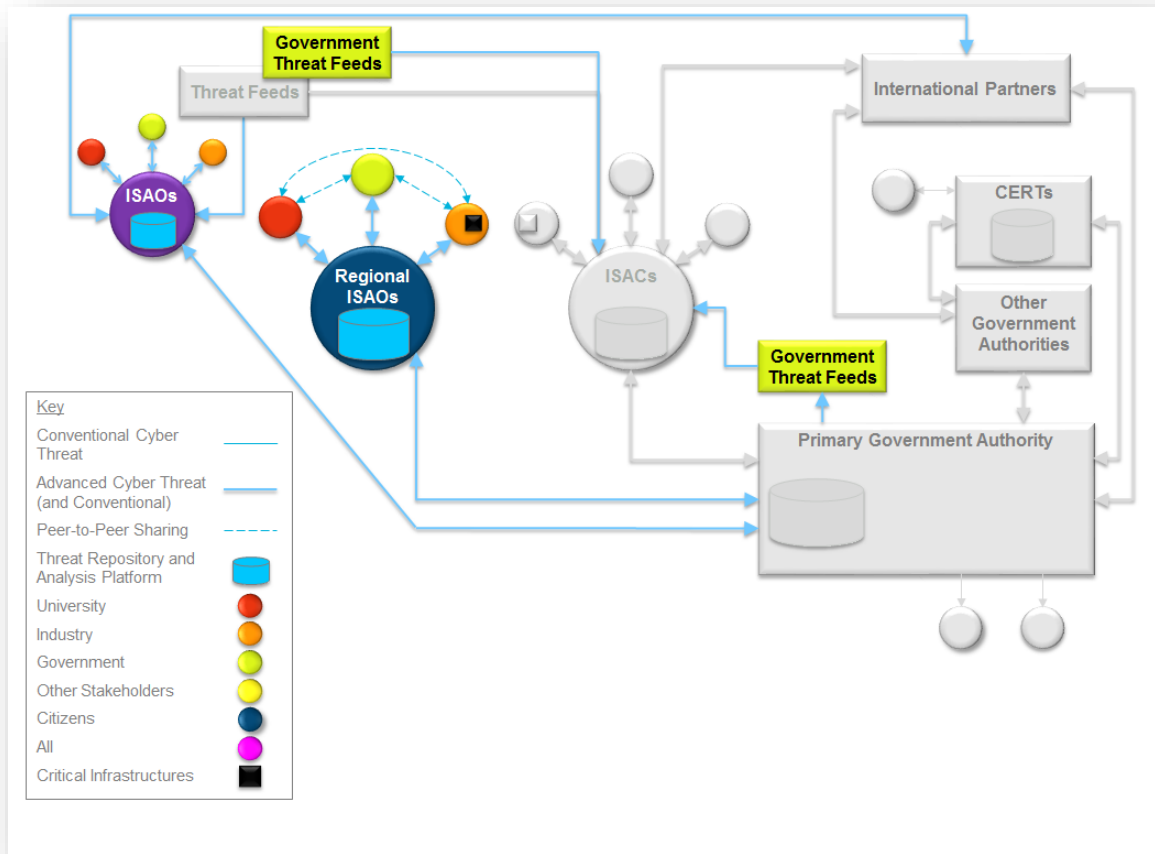 Government
Threat Feeds
Threat Feeds
International Partners
ISAOs
CERTs
Regional
ISAOs
ISACs
Other
Government
Authorities
Government
Threat Feeds
Primary Government Authority
Key
Conventional Cyber
Threat
Advanced Cyber Threat
(and Conventional)
Peer-to-Peer Sharing
Threat Repository and
Analysis Platform
University
Industry
Government
Other Stakeholders
Citizens
All
Critical Infrastructures